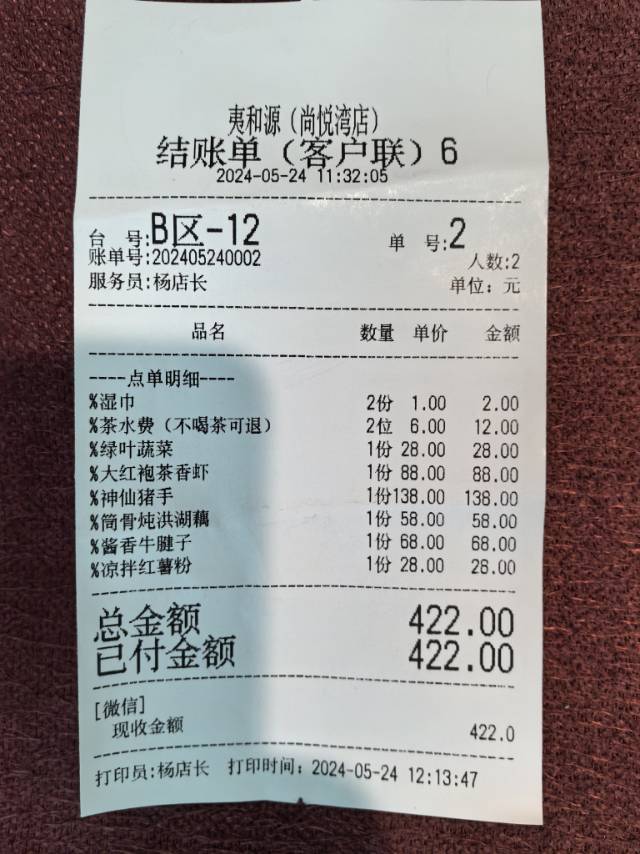 夷和源（尚悦湾店）
结账单（客户联）6
2024-05-24 11:32:05
台 号:B区-12 单 号:2
账单号:202405240002 人数:2
服务员:杨店长 单位：元
品名 数量 单价 金额
----点单明细----
%湿巾 2份 1.00 2.00
%茶水费（不喝茶可退） 2位 6.00 12.00
%绿叶蔬菜 1份 28.00 28.00
%大红袍茶香虾 1份 88.00 88.00
%神仙猪手 1份138.00 138.00
%筒骨炖洪湖藕 1份 58.00 58.00
%酱香牛腱子 1份 68.00 68.00
%凉拌红薯粉 1份 28.00 28.00
总金额 422.00
已付金额 422.00
[微信]
现收金额 422.0
打印员:杨店长 打印时间：2024-05-24 12:13:47